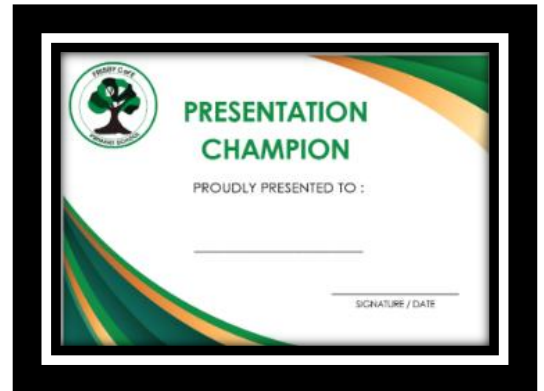 PRESENTATION
CHAMPION
PROUDLY PRESENTED TO :
SIGNATURE / DATE